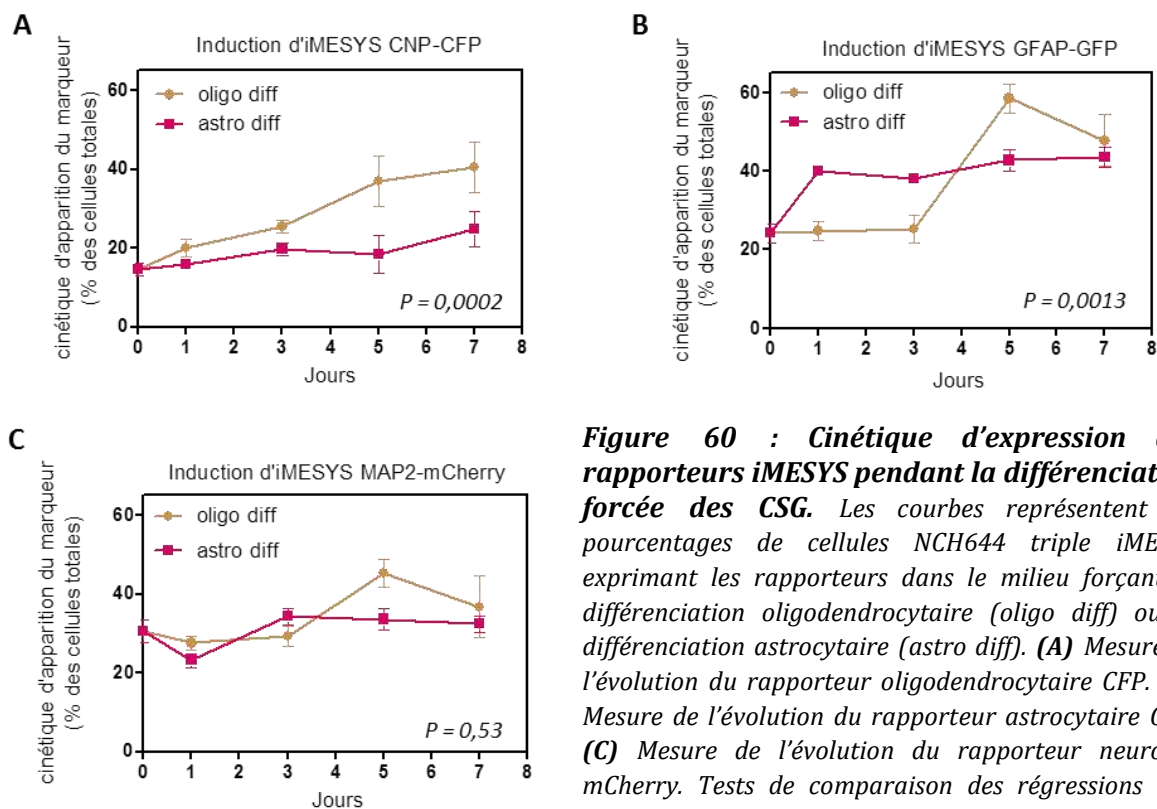 A
Induction d'iMESYS CNP-CFP
cinétique d'apparition du marqueur
(% des cellules totales)
60
40
20
0
oligo diff
astro diff
P = 0,0002
0 1 2 3 4 5 6 7 8
Jours
B
Induction d'iMESYS GFAP-GFP
cinétique d'apparition du marqueur
(% des cellules totales)
60
40
20
0
oligo diff
astro diff
P = 0,0013
0 1 2 3 4 5 6 7 8
Jours
C
Induction d'iMESYS MAP2-mCherry
cinétique d'apparition du marqueur
(% des cellules totales)
60
40
20
0
oligo diff
astro diff
P = 0,53
0 1 2 3 4 5 6 7 8
Jours
Figure 60 : Cinétique d'expression
rapporteurs iMESYS pendant la différenciat
forcée des CSG. Les courbes représentent
pourcentages de cellules NCH644 triple iME
exprimant les rapporteurs dans le milieu forçant
différenciation oligodendrocytaire (oligo diff) ou
différenciation astrocytaire (astro diff). (A) Mesure
l'évolution du rapporteur oligodendrocytaire CFP.
Mesure de l'évolution du rapporteur astrocytaire
(C) Mesure de l'évolution du rapporteur neuro
mCherry. Tests de comparaison des régressions